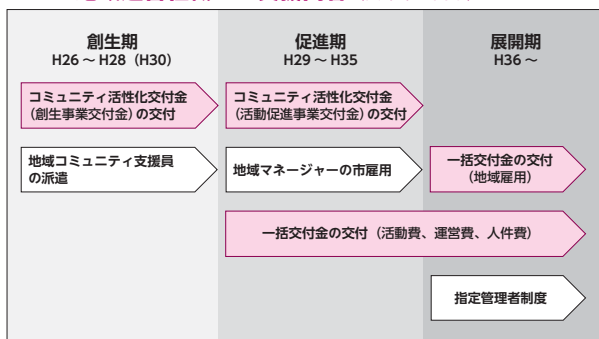 創生期
H26～H28（H30）
促進期
H29～H35
展開期
H36～
コミュニティ活性化交付金
（創生事業交付金）の交付
コミュニティ活性化交付金
（活動促進事業交付金）の交付
地域コミュニティ支援員
の派遣
地域マネージャーの市雇用
一括交付金の交付
（地域雇用）
一括交付金の交付（活動費、運営費、人件費）
指定管理者制度